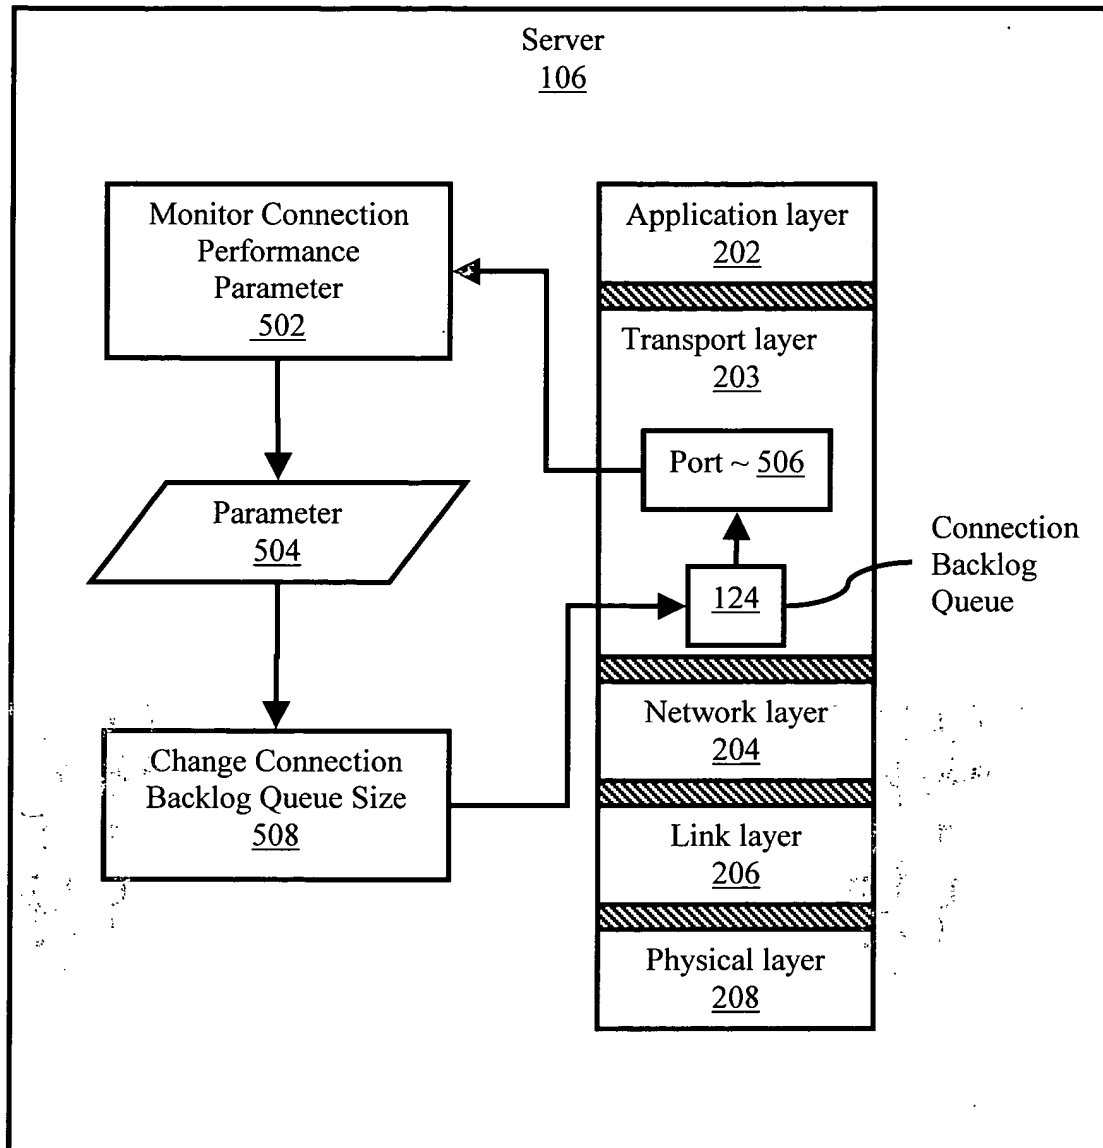 Server
106
Monitor Connection
Performance
Parameter
502
Parameter
504
Change Connection
Backlog Queue Size
508
Application layer
202
Transport layer
203
Port ~ 506
124
Connection
Backlog
Queue
Network layer
204
Link layer
206
Physical layer
208